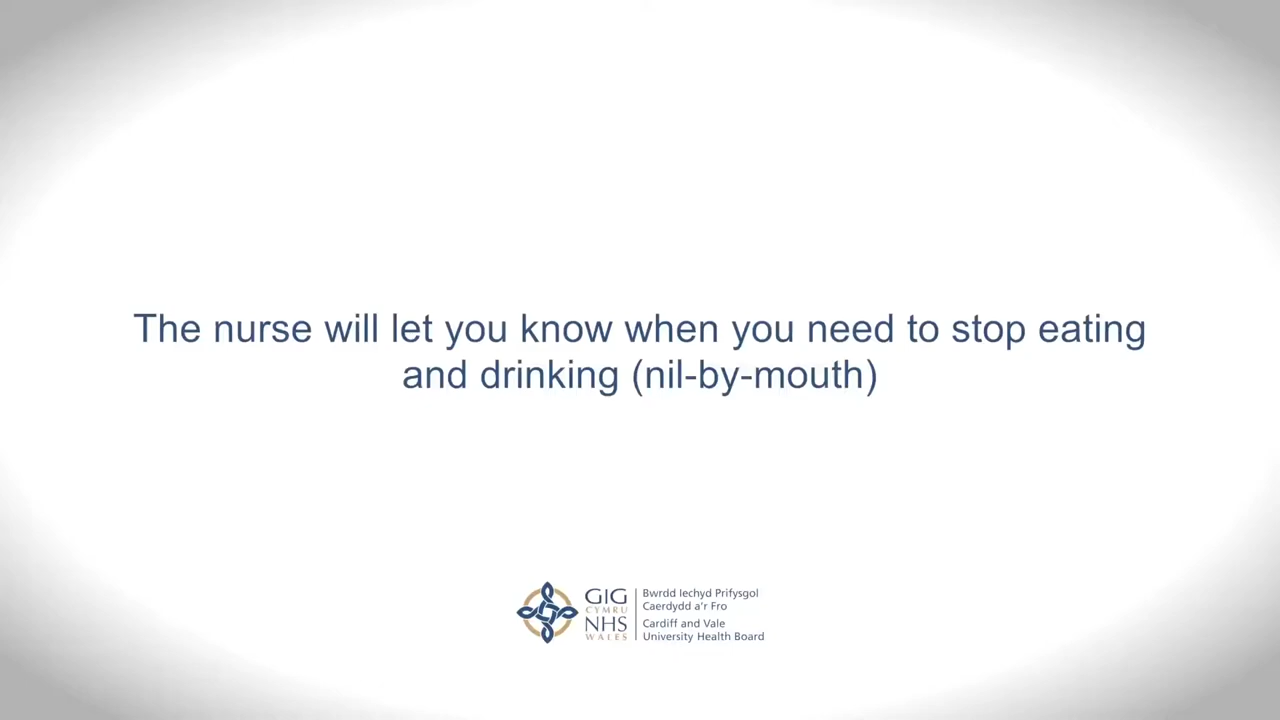 The nurse will let you know when you need to stop eating
and drinking (nil-by-mouth)
GIG
CYMRU
NHS
WALES
Bwrdd Iechyd Prifysgol
Caerdydd a'r Fro
Cardiff and Vale
University Health Board